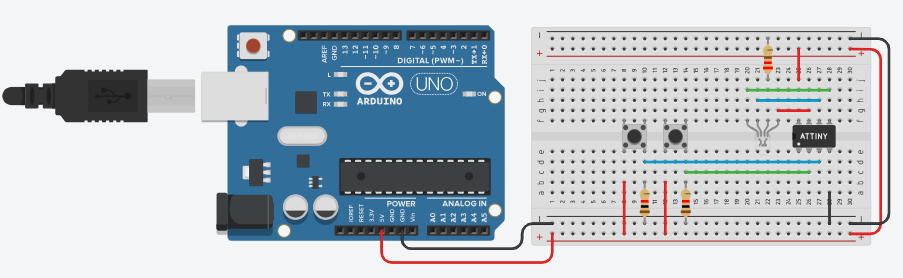 AREF
GND
13
12
~11
~10
~9
8
7
~6
~5
4
~3
2
TX→1
RX←0
DIGITAL (PWM~)
L
TX
RX
ARDUINO
UNO
ON
POWER
ANALOG IN
IOREF
RESET
3.3V
5V
GND
GND
Vin
A0
A1
A2
A3
A4
A5
ATTINY
j
i
h
g
f
e
d
c
b
a